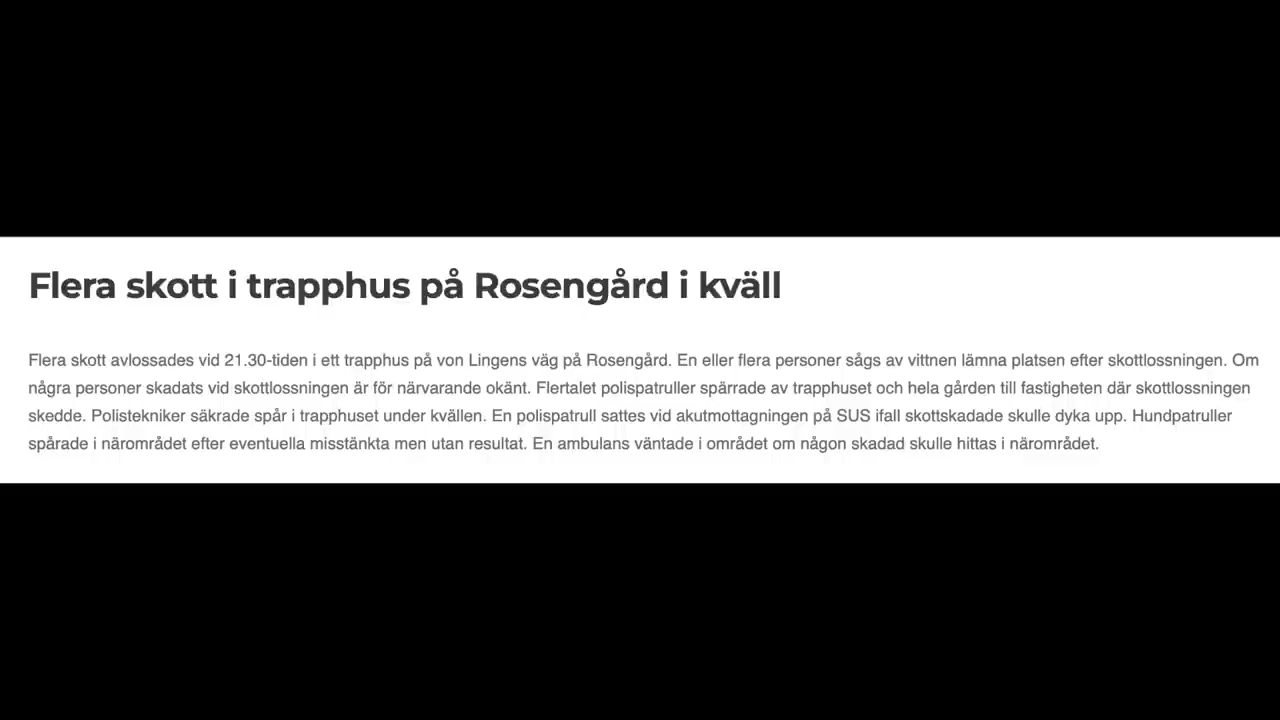 Flera skott i trapphus på Rosengård i kväll
Flera skott avlossades vid 21.30-tiden i ett trapphus på von Lingens väg på Rosengård. En eller flera personer sågs av vittnen lämna platsen efter skottlossningen. Om
några personer skadats vid skottlossningen är för närvarande okänt. Flertalet polispatruller spärrade av trapphuset och hela gården till fastigheten där skottlossningen
skedde. Polistekniker säkrade spår i trapphuset under kvällen. En polispatrull sattes vid akutmottagningen på SUS ifall skottskadade skulle dyka upp. Hundpatruller
spårade i närområdet efter eventuella misstänkta men utan resultat. En ambulans väntade i området om någon skadad skulle hittas i närområdet.